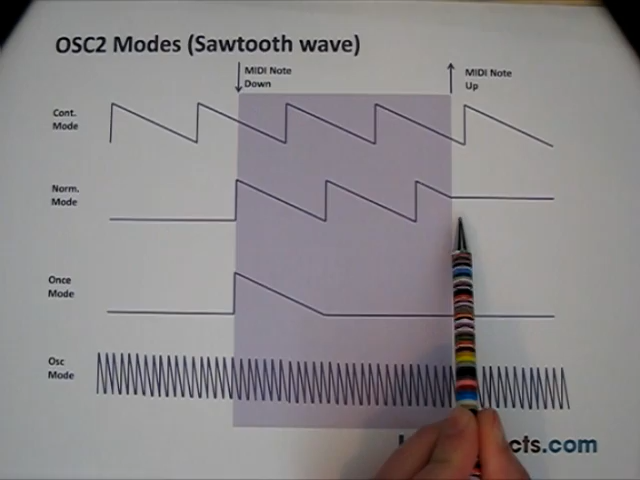 OSC2 Modes (Sawtooth wave)
MIDI Note
Down
MIDI Note
Up
Cont.
Mode
Norm.
Mode
Once
Mode
Osc
Mode
cts.com